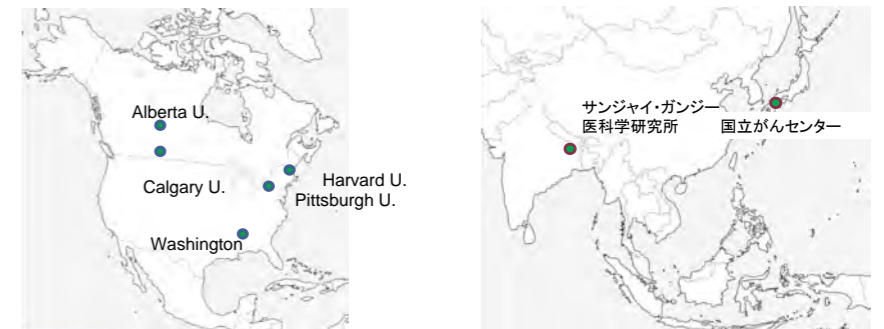 Alberta U.
Calgary U.
Harvard U.
Pittsburgh U.
Washington
サンジャイ・ガンジー
医科学研究所
国立がんセンター